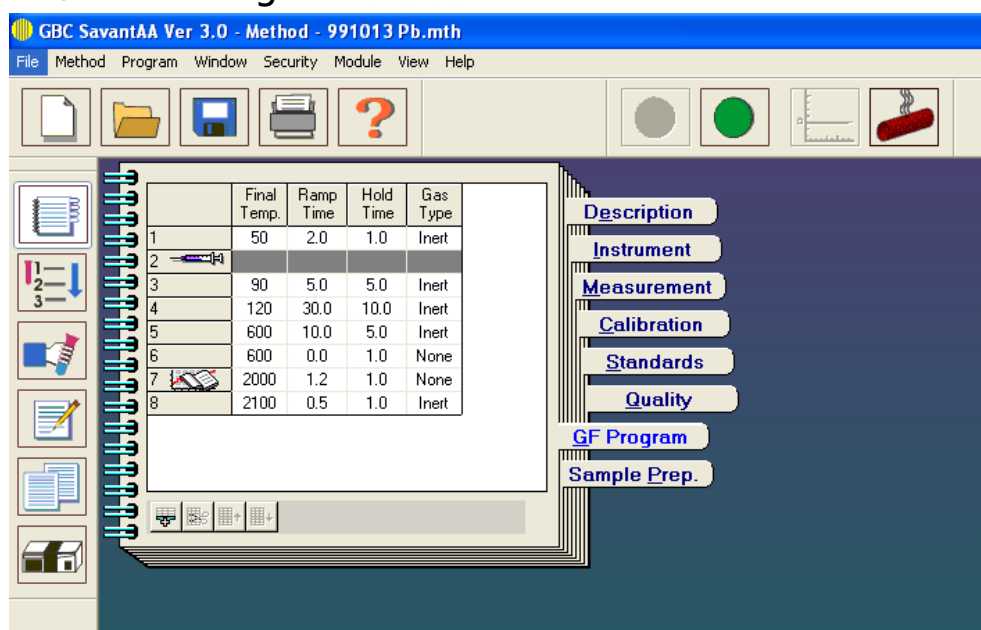 GBC SavantAA Ver 3.0 - Method - 991013 Pb.mth
File Method Program Window Security Module View Help
Final Temp. Ramp Time Hold Time Gas Type
1 50 2.0 1.0 Inert
2
3 90 5.0 5.0 Inert
4 120 30.0 10.0 Inert
5 600 10.0 5.0 Inert
6 600 0.0 1.0 None
7 2000 1.2 1.0 None
8 2100 0.5 1.0 Inert
Description
Instrument
Measurement
Calibration
Standards
Quality
GF Program
Sample Prep.
1
2
3